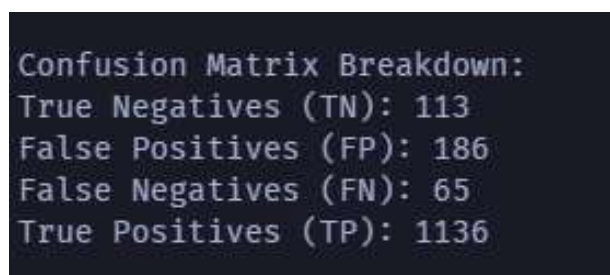 Confusion Matrix Breakdown:
True Negatives (TN): 113
False Positives (FP): 186
False Negatives (FN): 65
True Positives (TP): 1136